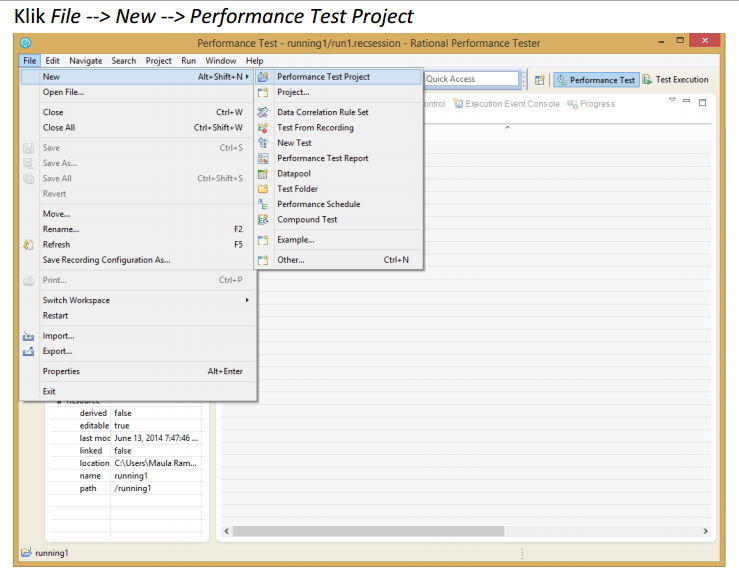 Klik File --> New --> Performance Test Project
Performance Test - running1/run1.recsession - Rational Performance Tester
File Edit Navigate Search Project Run Window Help
New Alt+Shift+N
Open File...
Close Ctrl+W
Close All Ctrl+Shift+W
Save Ctrl+S
Save As...
Save All Ctrl+Shift+S
Revert
Move...
Rename... F2
Refresh F5
Save Recording Configuration As...
Print... Ctrl+P
Switch Workspace
Restart
Import...
Export...
Properties Alt+Enter
Exit
Performance Test Project
Project...
Data Correlation Rule Set
Test From Recording
New Test
Performance Test Report
Datapool
Test Folder
Performance Schedule
Compound Test
Example...
Other... Ctrl+N
Quick Access
Performance Test Test Execution
Execution Event Console Progress
derived false
editable true
last moc June 13, 2014 7:47:46 ...
linked false
location C:\Users\Maula Ram...
name running1
path /running1
running1